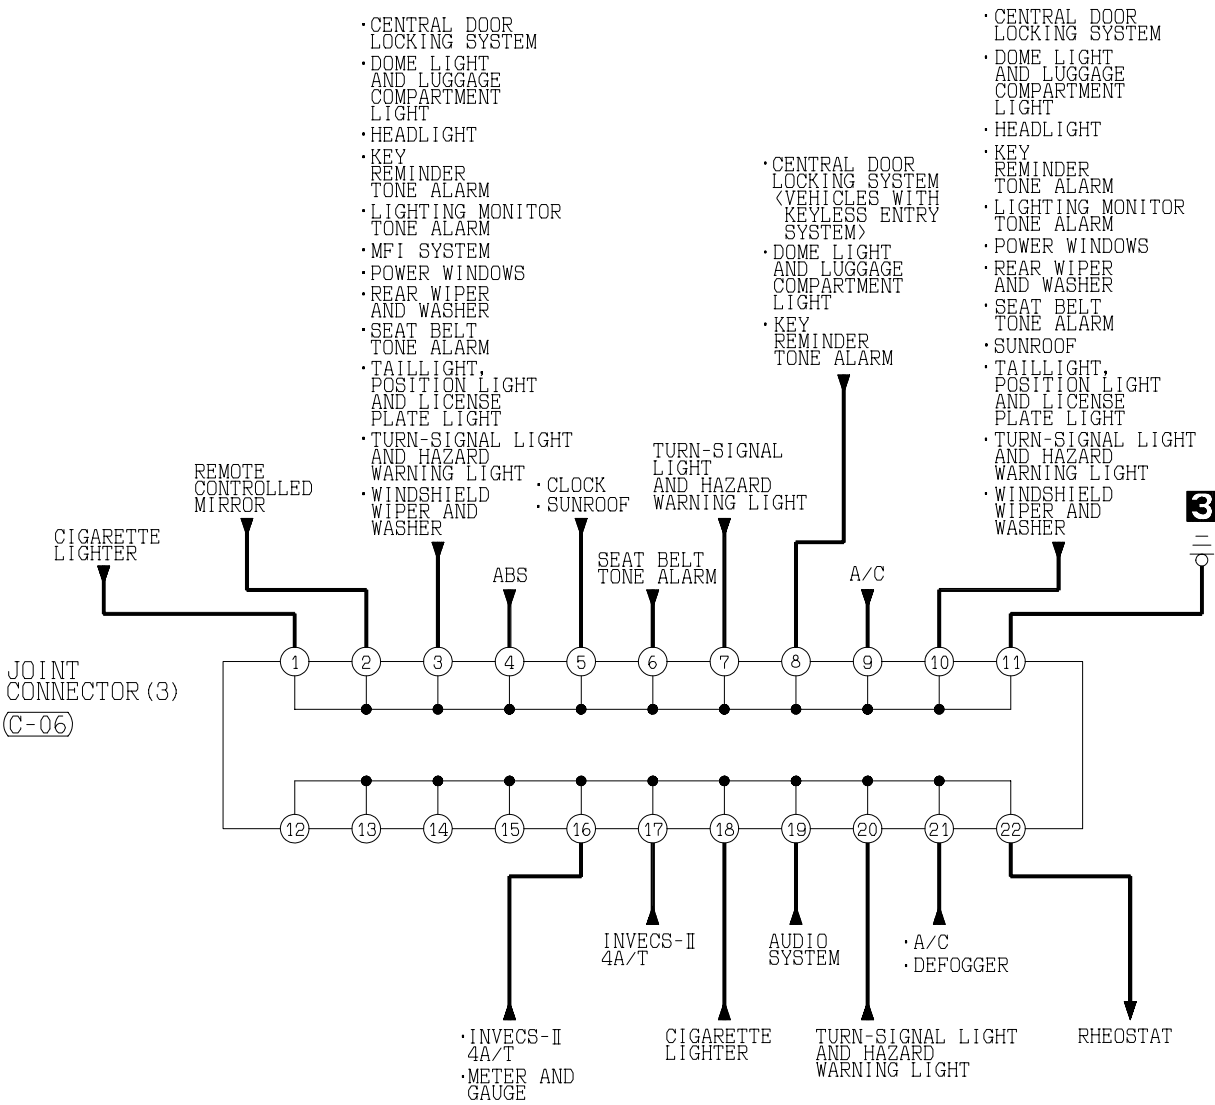 ·CENTRAL DOOR
LOCKING SYSTEM
·DOME LIGHT
AND LUGGAGE
COMPARTMENT
LIGHT
·HEADLIGHT
·KEY
REMINDER
TONE ALARM
·LIGHTING MONITOR
TONE ALARM
·MFI SYSTEM
·POWER WINDOWS
·REAR WIPER
AND WASHER
·SEAT BELT
TONE ALARM
·TAILLIGHT,
POSITION LIGHT
AND LICENSE
PLATE LIGHT
·TURN-SIGNAL LIGHT
AND HAZARD
WARNING LIGHT
·WINDSHIELD
WIPER AND
WASHER
·CENTRAL DOOR
LOCKING SYSTEM
<VEHICLES WITH
KEYLESS ENTRY
SYSTEM>
·DOME LIGHT
AND LUGGAGE
COMPARTMENT
LIGHT
·KEY
REMINDER
TONE ALARM
·CENTRAL DOOR
LOCKING SYSTEM
·DOME LIGHT
AND LUGGAGE
COMPARTMENT
LIGHT
·HEADLIGHT
·KEY
REMINDER
TONE ALARM
·LIGHTING MONITOR
TONE ALARM
·POWER WINDOWS
·REAR WIPER
AND WASHER
·SEAT BELT
TONE ALARM
·SUNROOF
·TAILLIGHT,
POSITION LIGHT
AND LICENSE
PLATE LIGHT
·TURN-SIGNAL LIGHT
AND HAZARD
WARNING LIGHT
·WINDSHIELD
WIPER AND
WASHER
CIGARETTE
LIGHTER
REMOTE
CONTROLLED
MIRROR
ABS
·CLOCK
·SUNROOF
SEAT BELT
TONE ALARM
TURN-SIGNAL
LIGHT
AND HAZARD
WARNING LIGHT
A/C
3
JOINT
CONNECTOR(3)
C-06
1 2 3 4 5 6 7 8 9 10 11
12 13 14 15 16 17 18 19 20 21 22
·INVECS-Ⅱ
4A/T
·METER AND
GAUGE
INVECS-Ⅱ
4A/T
CIGARETTE
LIGHTER
AUDIO
SYSTEM
TURN-SIGNAL LIGHT
AND HAZARD
WARNING LIGHT
·A/C
·DEFOGGER
RHEOSTAT